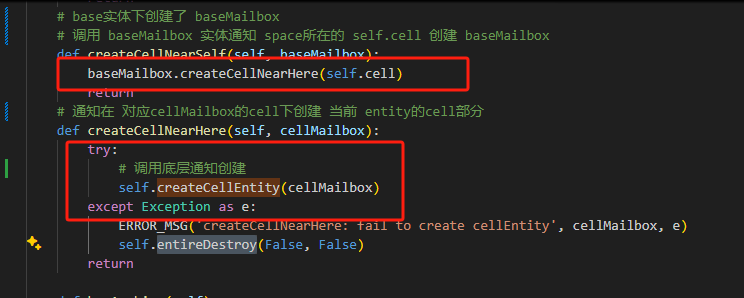 # base实体下创建了 baseMailbox
# 调用 baseMailbox 实体通知 space所在的 self.cell 创建 baseMailbox
def createCellNearSelf(self, baseMailbox):
    baseMailbox.createCellNearHere(self.cell)
    return
# 通知在 对应cellMailbox的cell下创建 当前 entity的cell部分
def createCellNearHere(self, cellMailbox):
    try:
        # 调用底层通知创建
        self.createCellEntity(cellMailbox)
    except Exception as e:
        ERROR_MSG('createCellNearHere: fail to create cellEntity', cellMailbox, e)
        self.entireDestroy(False, False)
    return